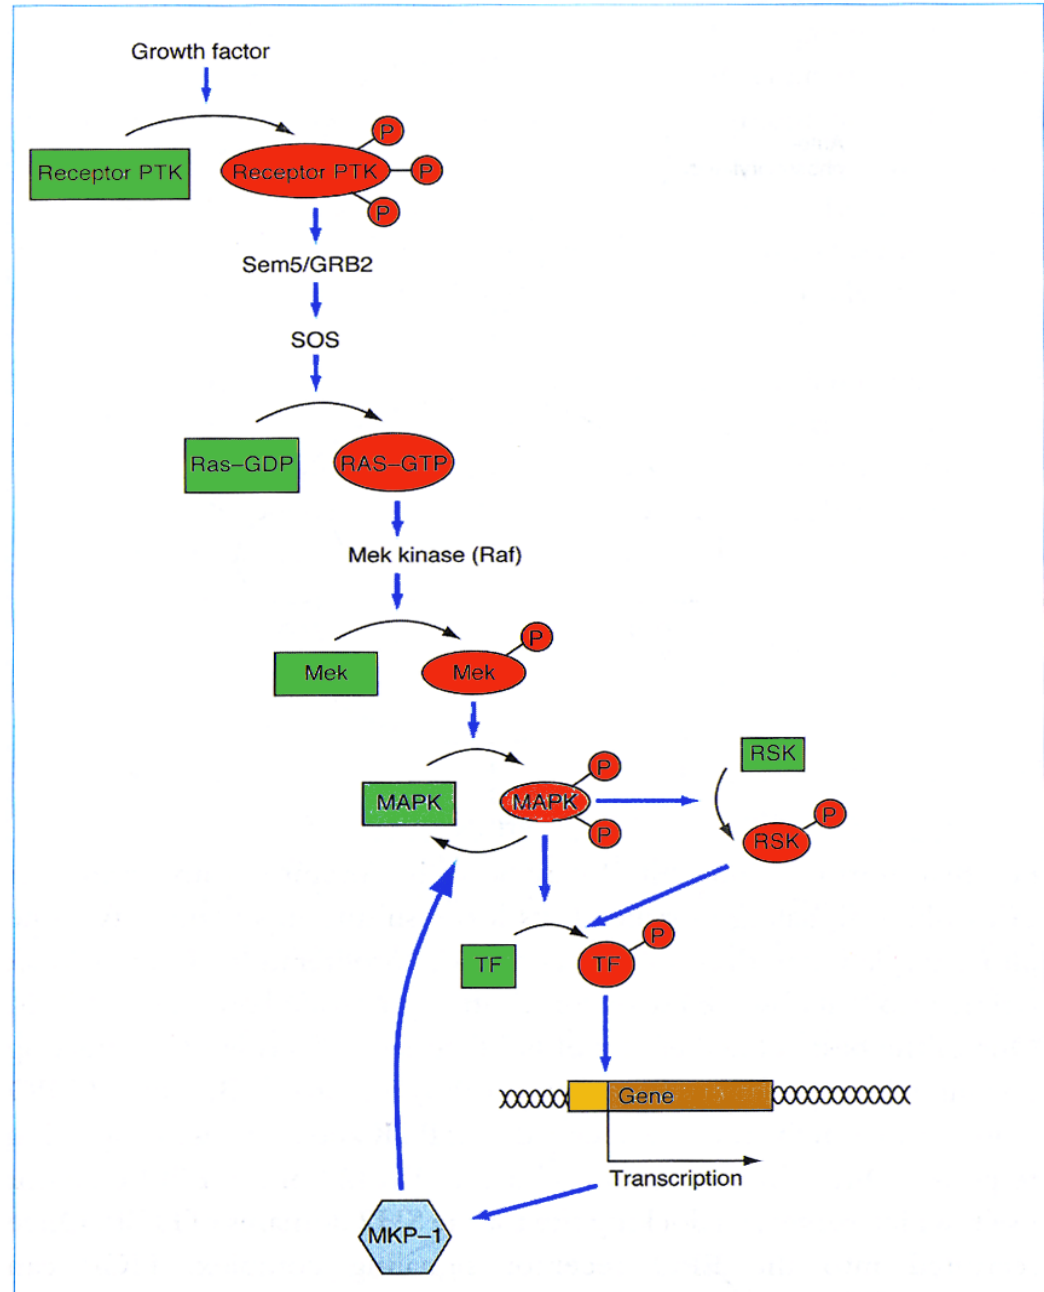 Growth factor
P
Receptor PTK
Receptor PTK
P
P
Sem5/GRB2
SOS
Ras–GDP
RAS–GTP
Mek kinase (Raf)
P
Mek
Mek
RSK
P
MAPK
MAPK
P
P
RSK
P
TF
TF
Gene
Transcription
MKP–1